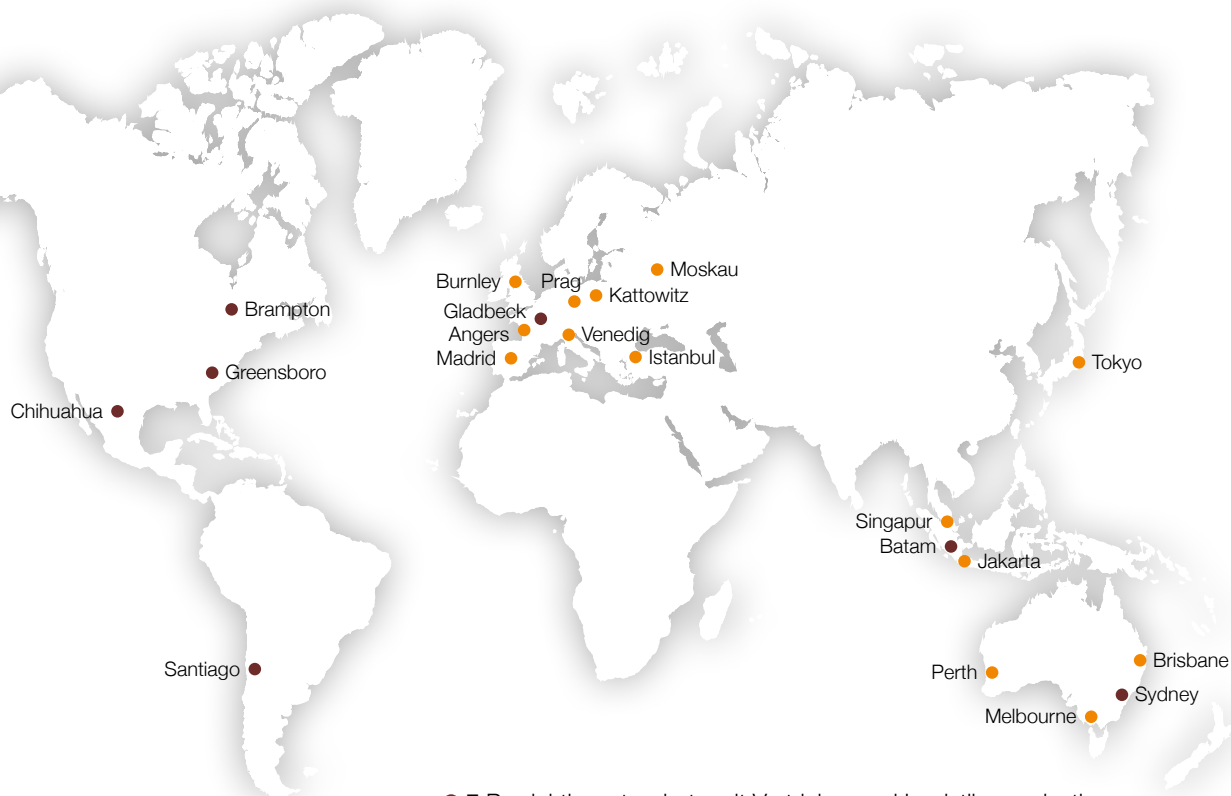 Moskau
Burnley
Prag
Kattowitz
Gladbeck
Brampton
Angers
Venedig
Madrid
Istanbul
Tokyo
Greensboro
Chihuahua
Singapur
Batam
Jakarta
Santiago
Perth
Brisbane
Sydney
Melbourne